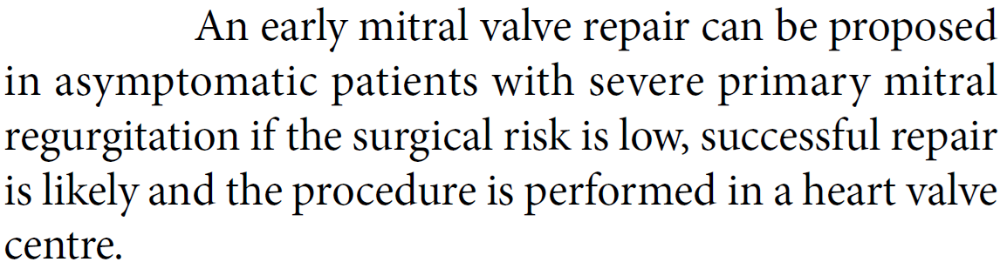 An early mitral valve repair can be proposed
in asymptomatic patients with severe primary mitral
regurgitation if the surgical risk is low, successful repair
is likely and the procedure is performed in a heart valve
centre.